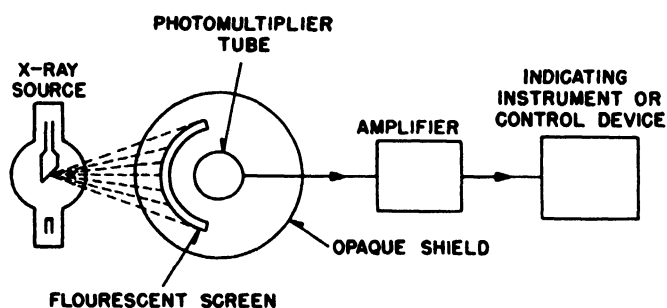 PHOTOMULTIPLIER
TUBE
X-RAY
SOURCE
INDICATING
INSTRUMENT OR
CONTROL DEVICE
AMPLIFIER
OPAQUE SHIELD
FLOURESCENT SCREEN